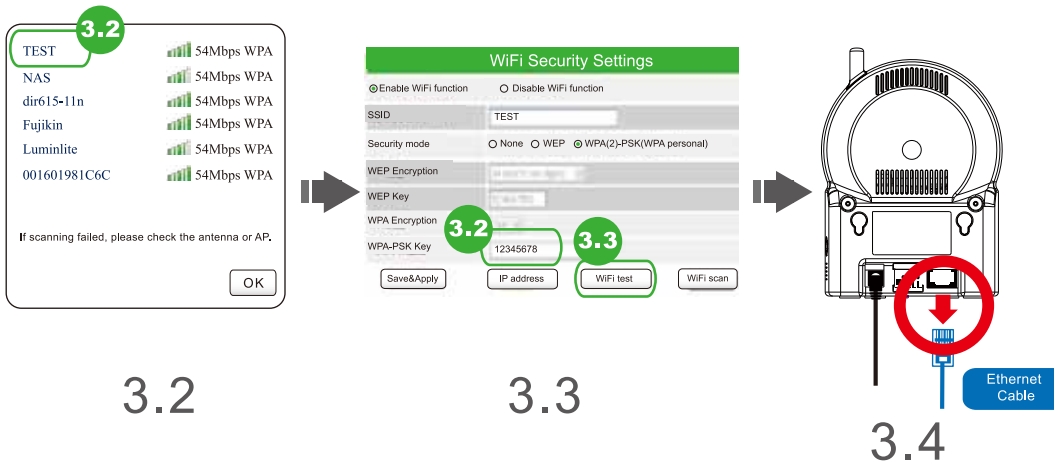 3.2
TEST 54Mbps WPA
NAS 54Mbps WPA
dir615-11n 54Mbps WPA
Fujikin 54Mbps WPA
Luminlite 54Mbps WPA
001601981C6C 54Mbps WPA
If scanning failed, please check the antenna or AP.
OK
3.2
WiFi Security Settings
Enable WiFi function Disable WiFi function
SSID TEST
Security mode None WEP WPA(2)-PSK(WPA personal)
WEP Encryption
WEP Key
WPA Encryption
3.2
3.3
WPA-PSK Key 12345678
Save&Apply IP address WiFi test WiFi scan
3.3
Ethernet
Cable
3.4